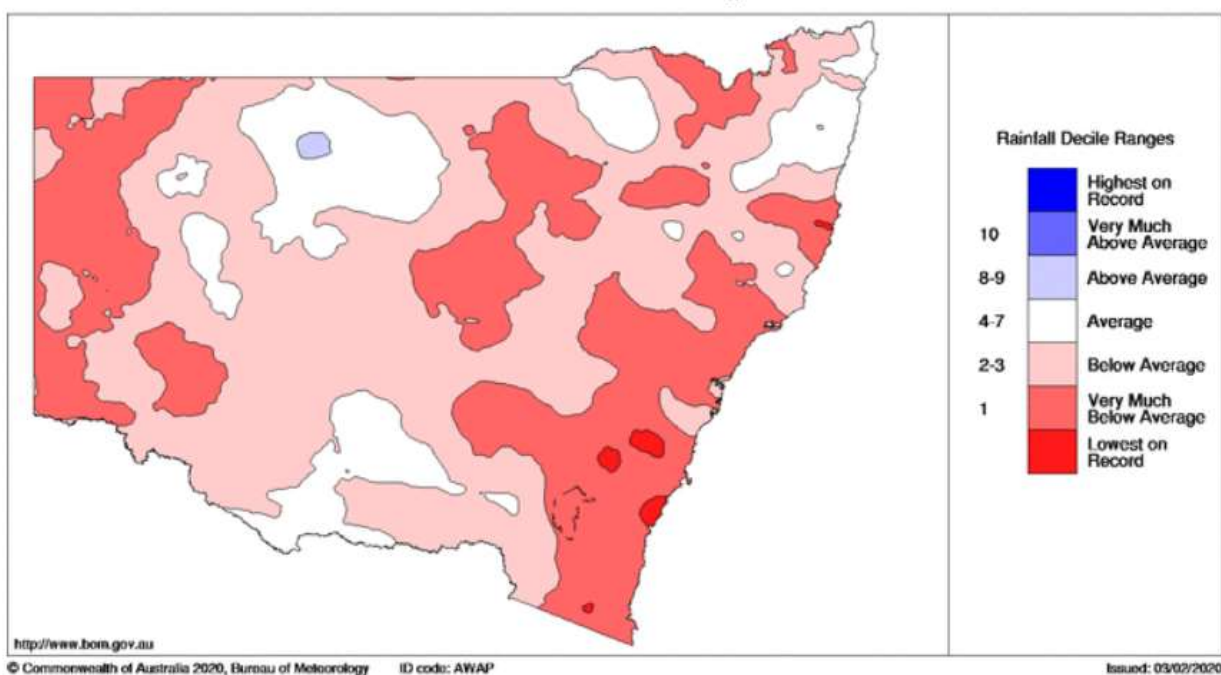 Rainfall Decile Ranges
Highest on
Record
10
Very Much
Above Average
8-9
Above Average
4-7
Average
2-3
Below Average
1
Very Much
Below Average
Lowest on
Record
http://www.bom.gov.au
© Commonwealth of Australia 2020, Bureau of Meteorology
ID code: AWAP
Issued: 03/02/2020